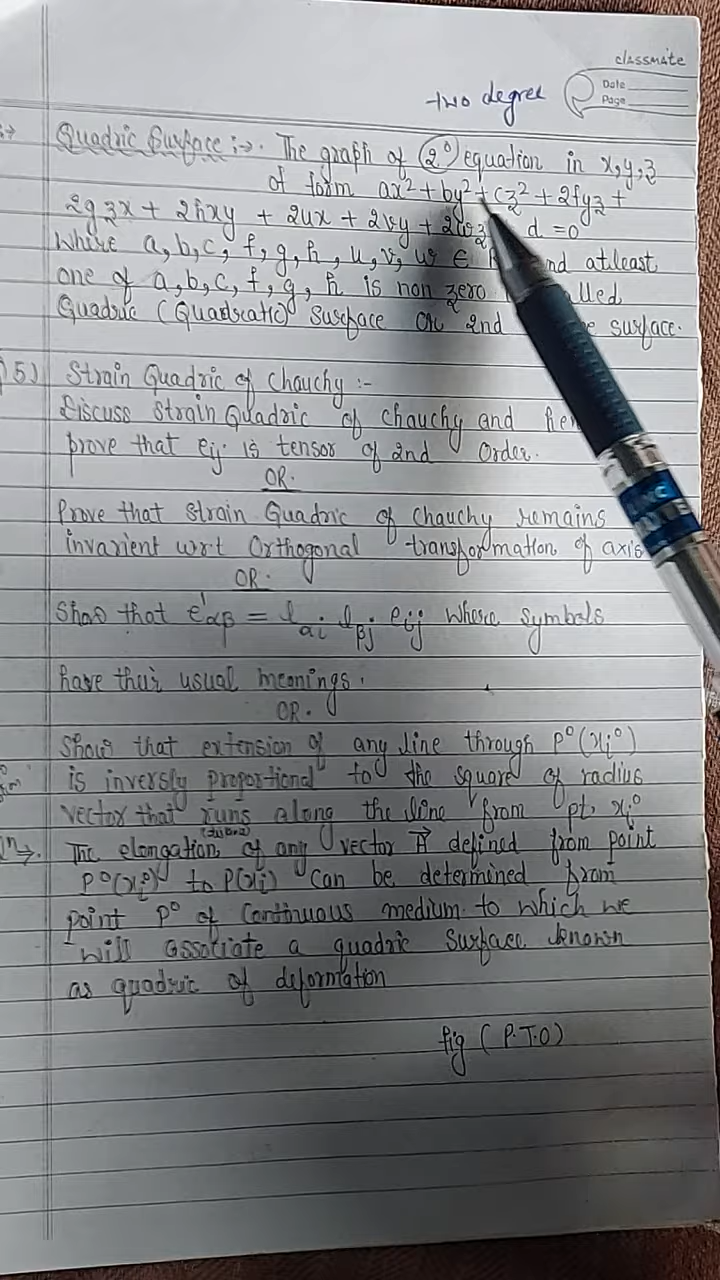 classmate
Date
Page
two degree
Quadric Surface :→. The graph of 2° equation in x,y,z
of form ax² + by² + cz² + 2fyz +
2gzx + 2hxy + 2ux + 2vy + 2wz d = 0
Where a, b, c, f, g, h, u, v, w ∈ nd atleast
one of a, b, c, f, g, h is non zero lled
Quadric (Quadratic) Surface OR 2nd surface.
5) Strain Quadric of Chauchy :-
Discuss Strain Quadric of Chauchy and hen
prove that eij is tensor of 2nd Order.
OR.
Prove that Strain Quadric of Chauchy remains
invarient wrt Orthogonal transformation of axis
OR.
Show that e'αβ = lαi lβj eij where symbols
have their usual meanings.
OR.
Show that extension of any line through P°(xi°)
is inversly proportional to the square of radius
vector that runs along the line from pt. xi°
The elongation of any vector A⃗ defined from point
P°(xi°) to P(xi) can be determined from
point P° of Continuous medium to which we
will assotiate a quadric Surface known
as quadric of deformation
fig (P.T.O)